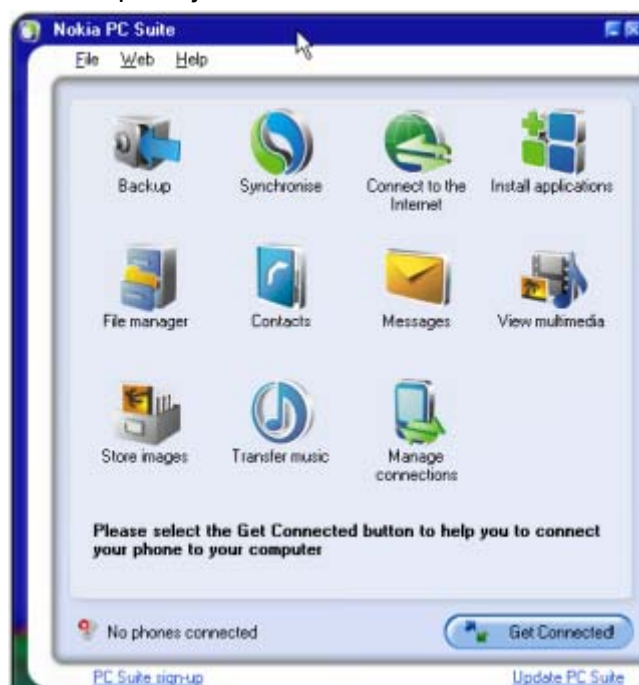 Nokia PC Suite
File Web Help
Backup
Synchronise
Connect to the
Internet
Install applications
File manager
Contacts
Messages
View multimedia
Store images
Transfer music
Manage
connections
Please select the Get Connected button to help you to connect
your phone to your computer
No phones connected
Get Connected!
PC Suite sign-up
Update PC Suite